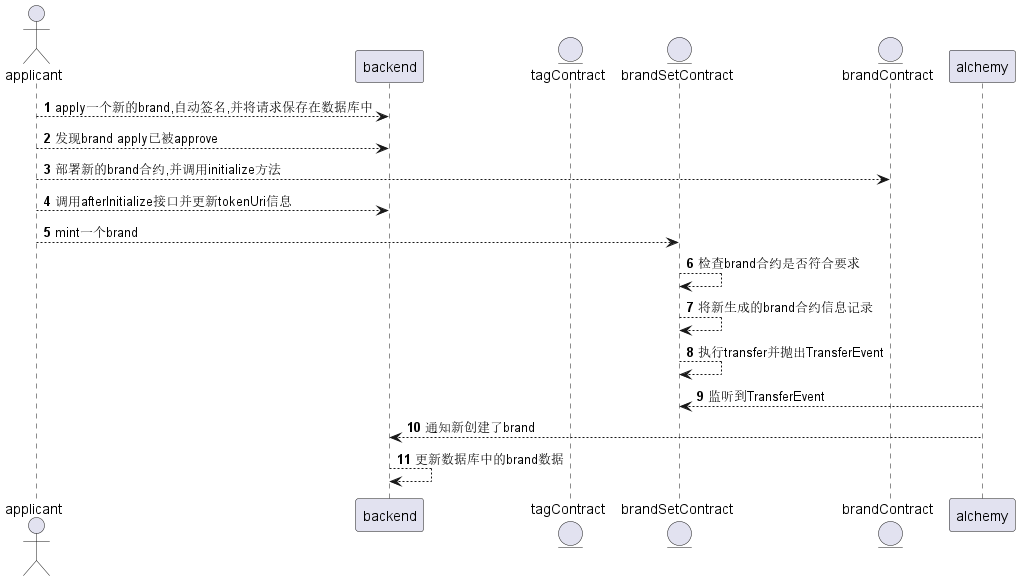 applicant
backend
tagContract
brandSetContract
brandContract
alchemy
1 apply一个新的brand,自动签名,并将请求保存在数据库中
2 发现brand apply已被approve
3 部署新的brand合约,并调用initialize方法
4 调用afterInitialize接口并更新tokenUri信息
5 mint一个brand
6 检查brand合约是否符合要求
7 将新生成的brand合约信息记录
8 执行transfer并抛出TransferEvent
9 监听到TransferEvent
10 通知新创建了brand
11 更新数据库中的brand数据
applicant
backend
tagContract
brandSetContract
brandContract
alchemy